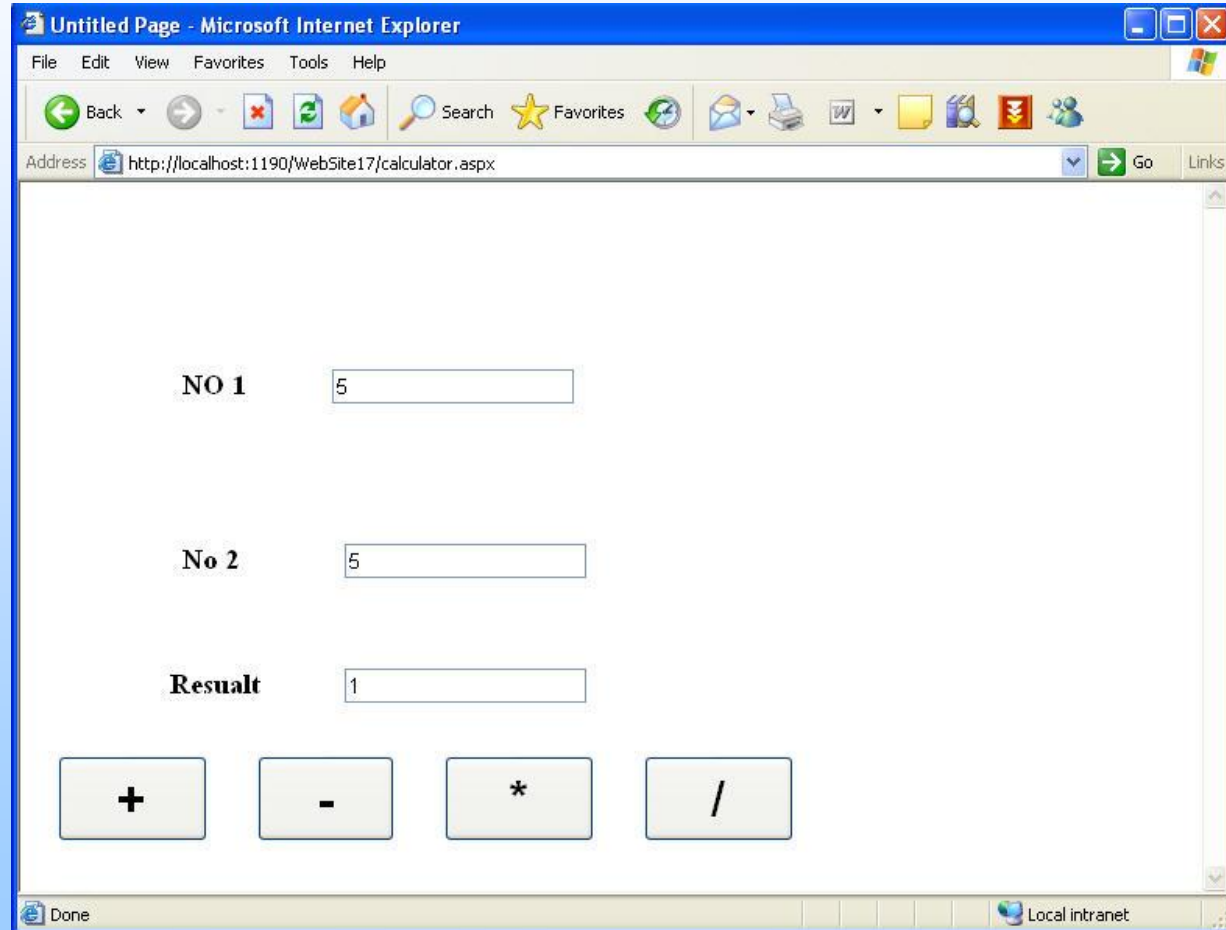 Untitled Page - Microsoft Internet Explorer
File Edit View Favorites Tools Help
Back Search Favorites W
Address http://localhost:1190/WebSite17/calculator.aspx Go Links
NO 1 5
No 2 5
Resualt 1
+ - * /
Done Local intranet